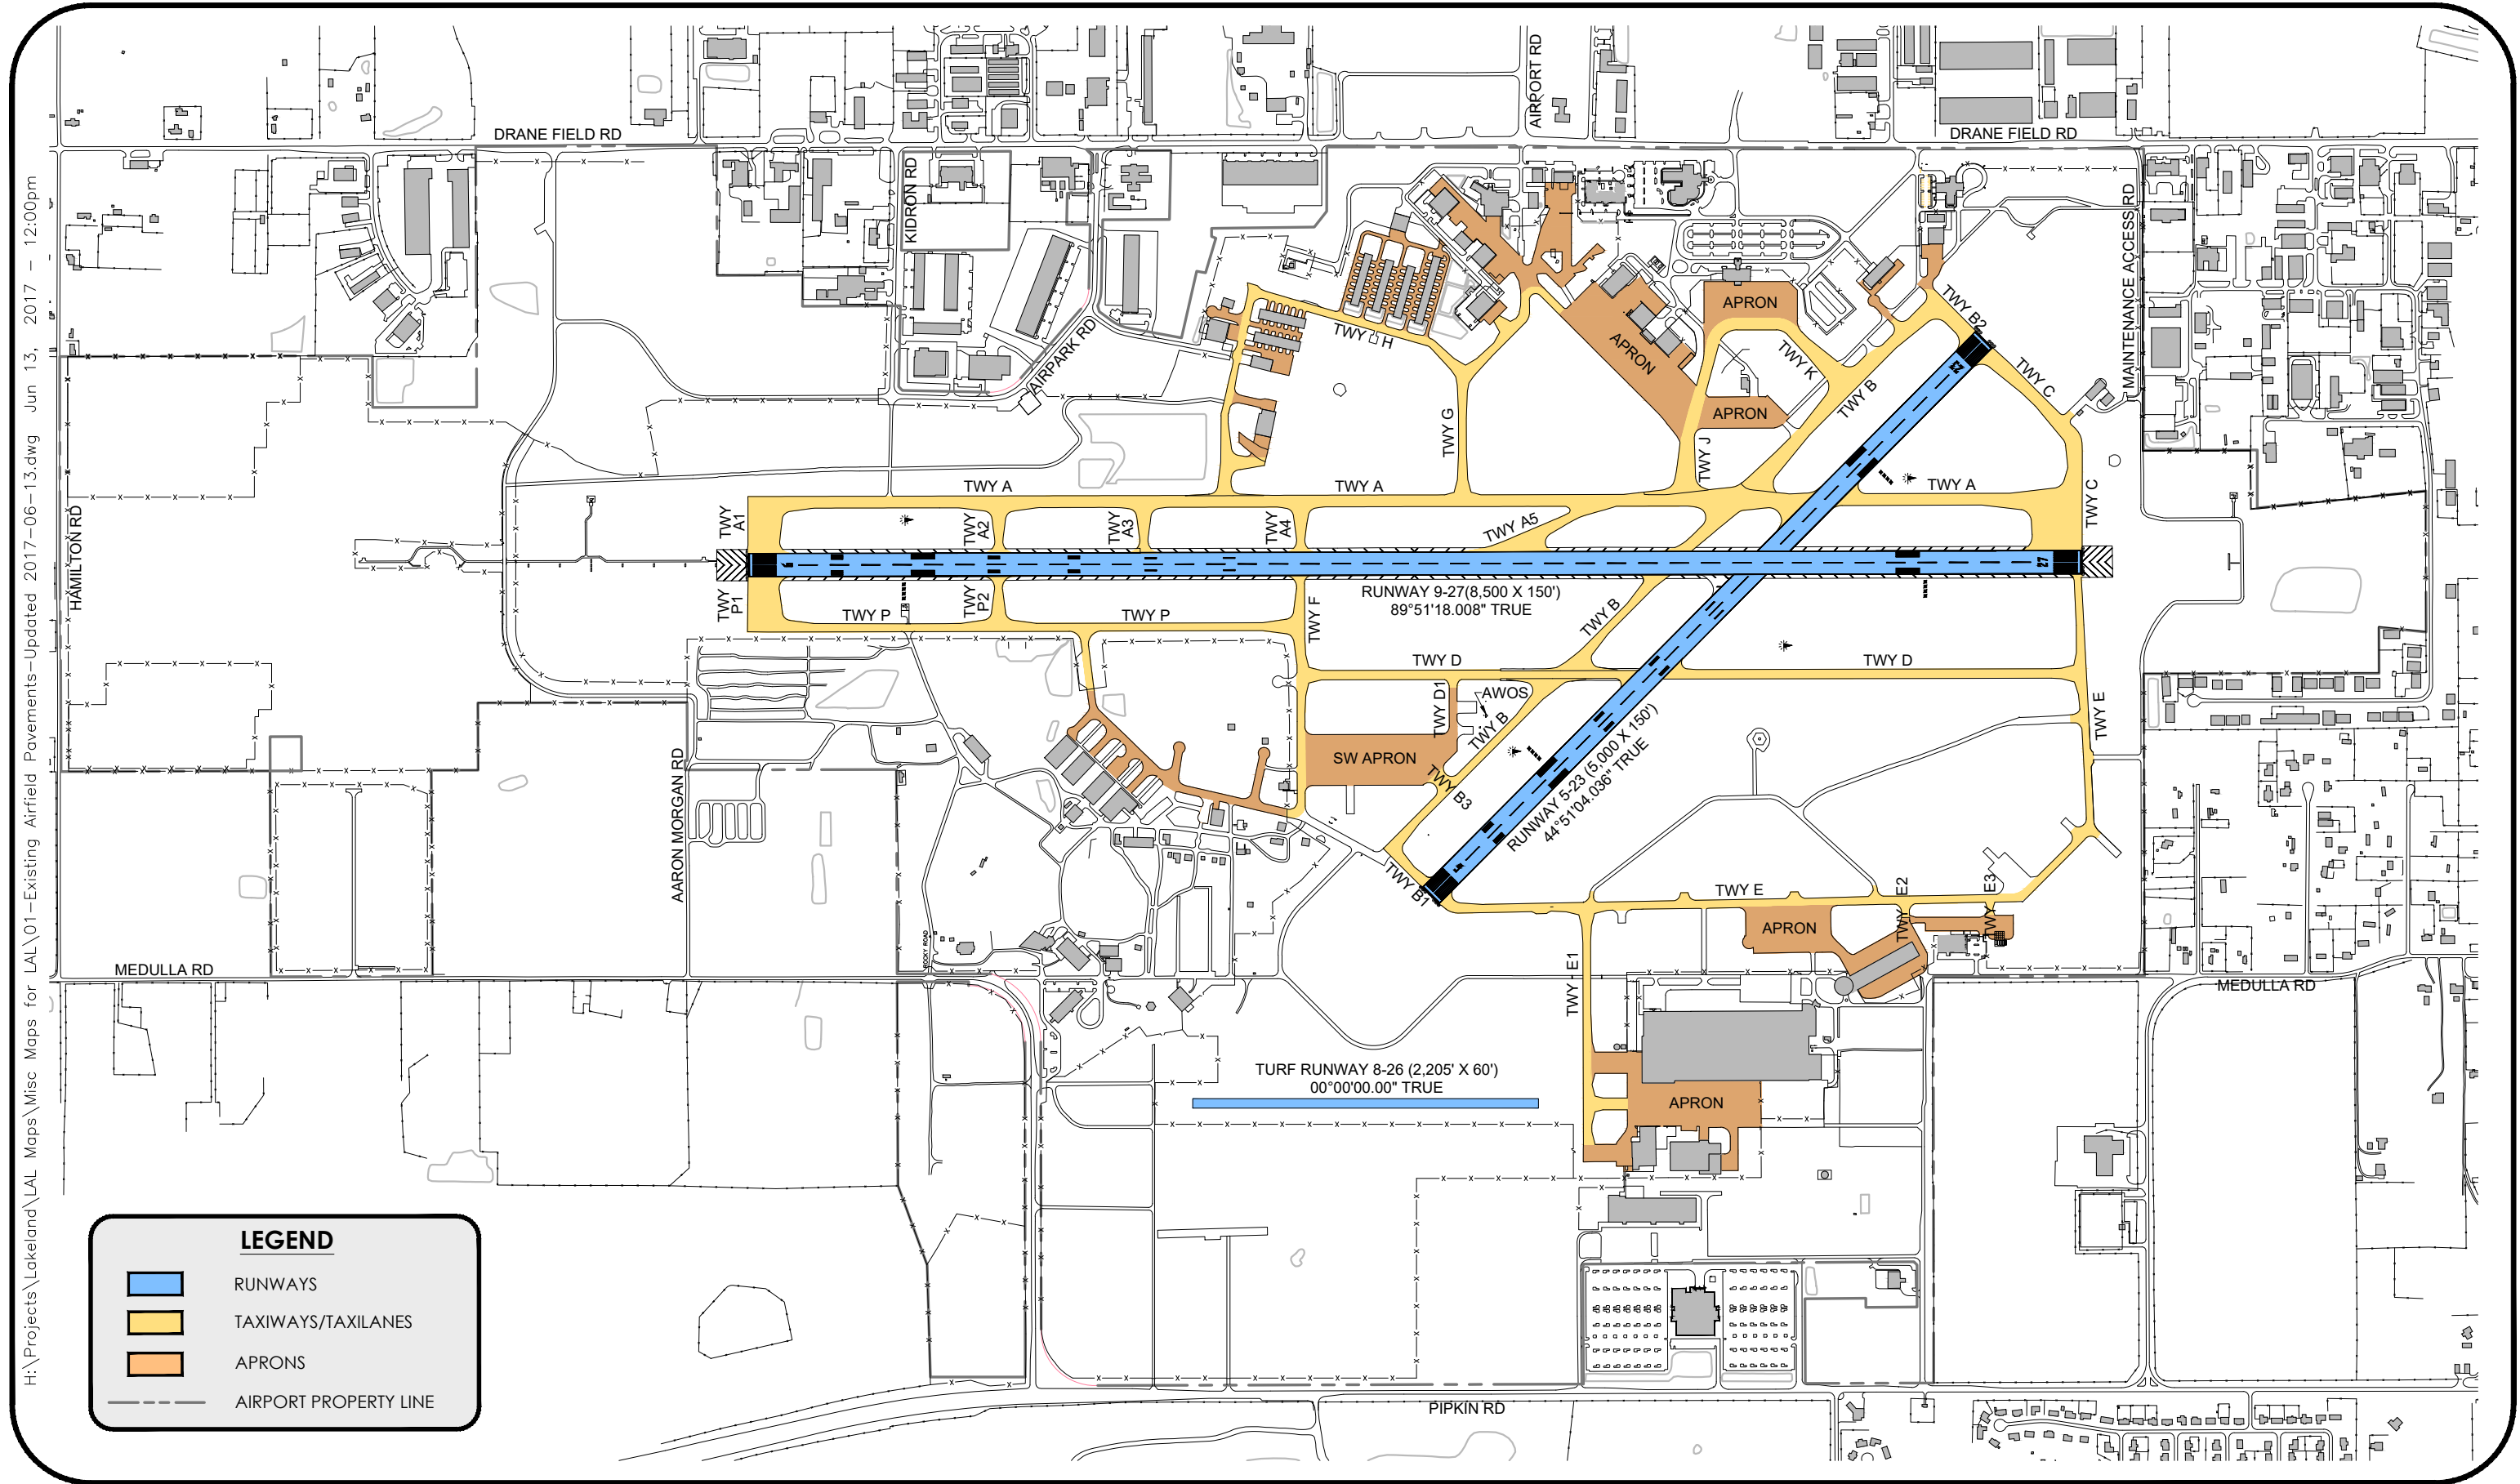 H:\Projects\Lakeland\LAL Maps\Misc Maps for LAL\01-Existing Airfield Pavements-Updated 2017-06-13.dwg Jun 13, 2017 - 12:00pm
AIRPORT RD
DRANE FIELD RD
DRANE FIELD RD
KIDRON RD
MAINTENANCE ACCESS RD
AIRPARK RD
HAMILTON RD
TWY H
APRON
APRON
APRON
TWY K
TWY B2
TWY C
TWY B
TWY G
TWY J
23
TWY A
TWY A
TWY A
TWY C
TWY
A1
TWY
A2
TWY
A3
TWY
A4
TWY A5
9
27
TWY
P1
TWY P
TWY
P2
TWY P
TWY F
RUNWAY 9-27(8,500 X 150')
89°51'18.008" TRUE
TWY B
TWY D
TWY D
TWY D1
AWOS
TWY B
TWY E
SW APRON
TWY B3
RUNWAY 5-23 (5,000 X 150')
44°51'04.036" TRUE
AARON MORGAN RD
5
TWY B1
TWY E
TWY E2
TWY E3
APRON
ROCKY ROAD
MEDULLA RD
MEDULLA RD
TWY E1
TURF RUNWAY 8-26 (2,205' X 60')
00°00'00.00" TRUE
APRON
LEGEND
RUNWAYS
TAXIWAYS/TAXILANES
APRONS
AIRPORT PROPERTY LINE
PIPKIN RD